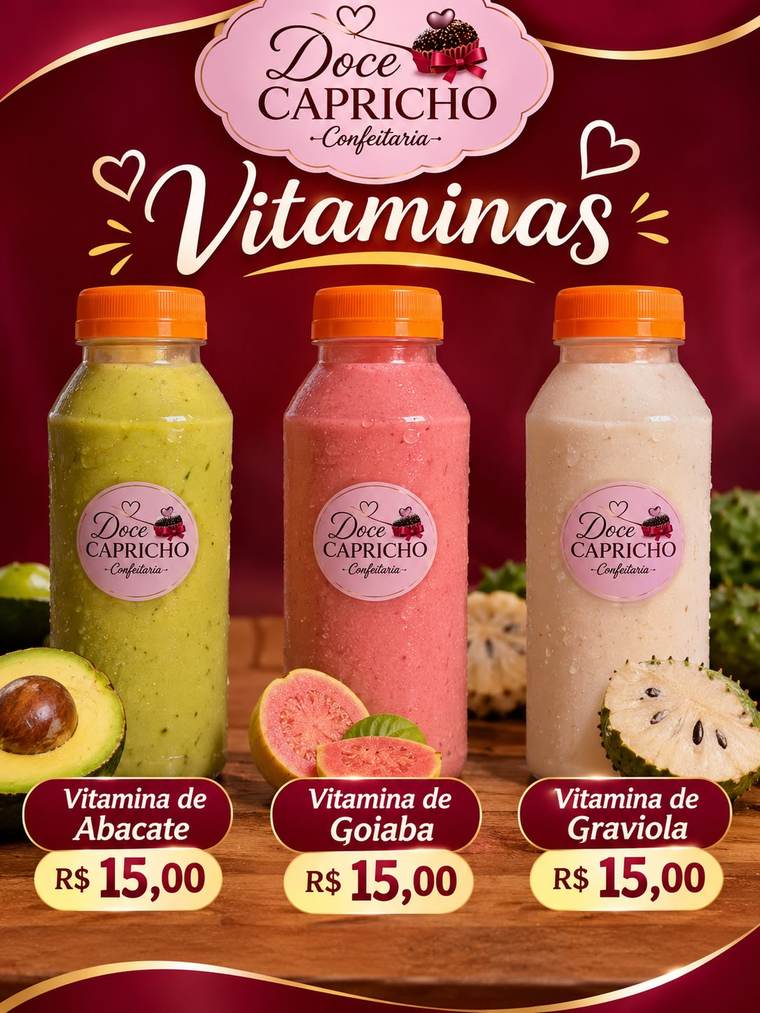 Doce
CAPRICHO
Confeitaria
Vitaminas
Doce
CAPRICHO
Confeitaria
Doce
CAPRICHO
Confeitaria
Doce
CAPRICHO
Confeitaria
Vitamina de
Abacate
R$ 15,00
Vitamina de
Goiaba
R$ 15,00
Vitamina de
Graviola
R$ 15,00